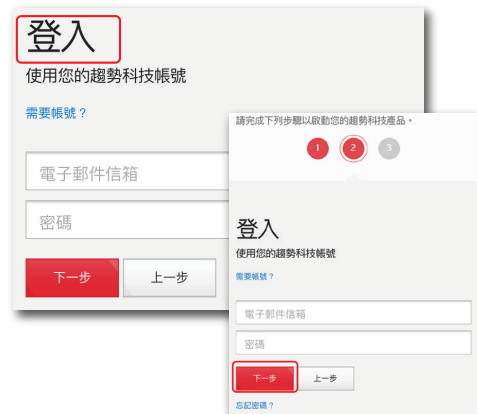 登入
使用您的趨勢科技帳號
需要帳號？
電子郵件信箱
密碼
下一步 上一步
請完成下列步驟以啟動您的趨勢科技產品。
1 2 3
登入
使用您的趨勢科技帳號
需要帳號？
電子郵件信箱
密碼
下一步 上一步
忘記密碼？